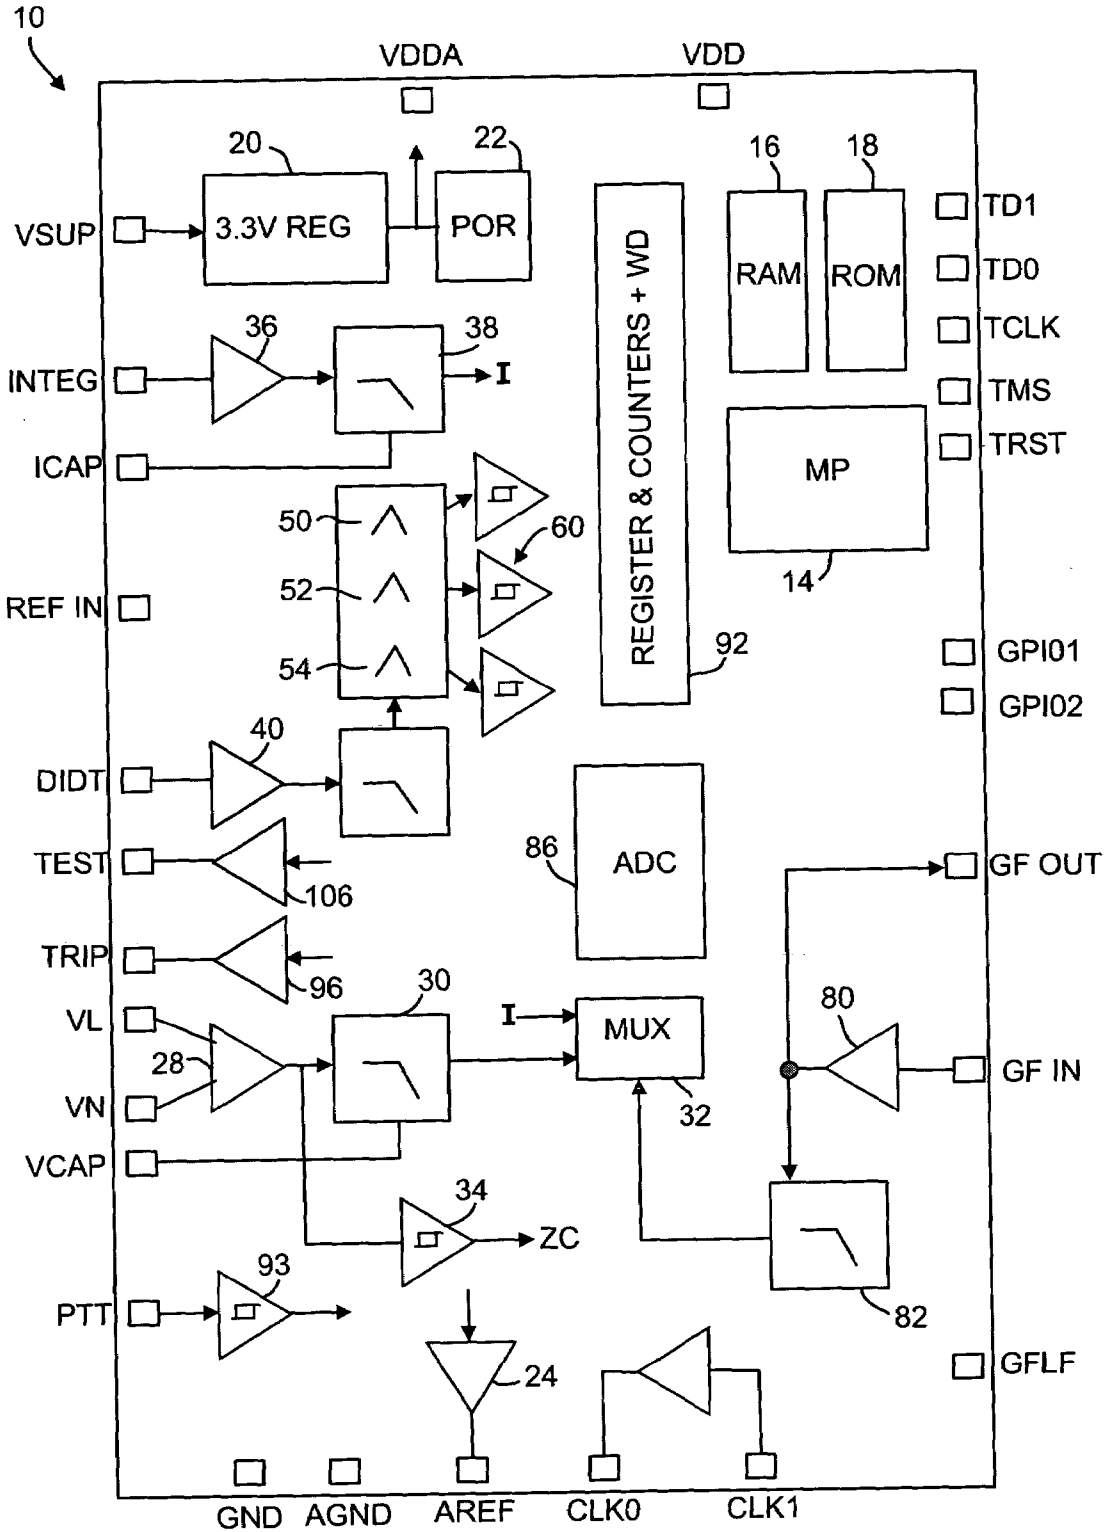 10
VDDA
VDD
20
22
16
18
VSUP
3.3V REG
POR
RAM
ROM
TD1
TD0
TCLK
TMS
TRST
36
38
INTEG
I
ICAP
REGISTER & COUNTERS + WD
MP
14
50
60
52
54
REF IN
92
GPI01
GPI02
40
DIDT
TEST
106
86
ADC
GF OUT
TRIP
96
30
VL
28
VN
VCAP
I
MUX
32
80
GF IN
34
ZC
93
PTT
82
24
GFLF
GND
AGND
AREF
CLK0
CLK1